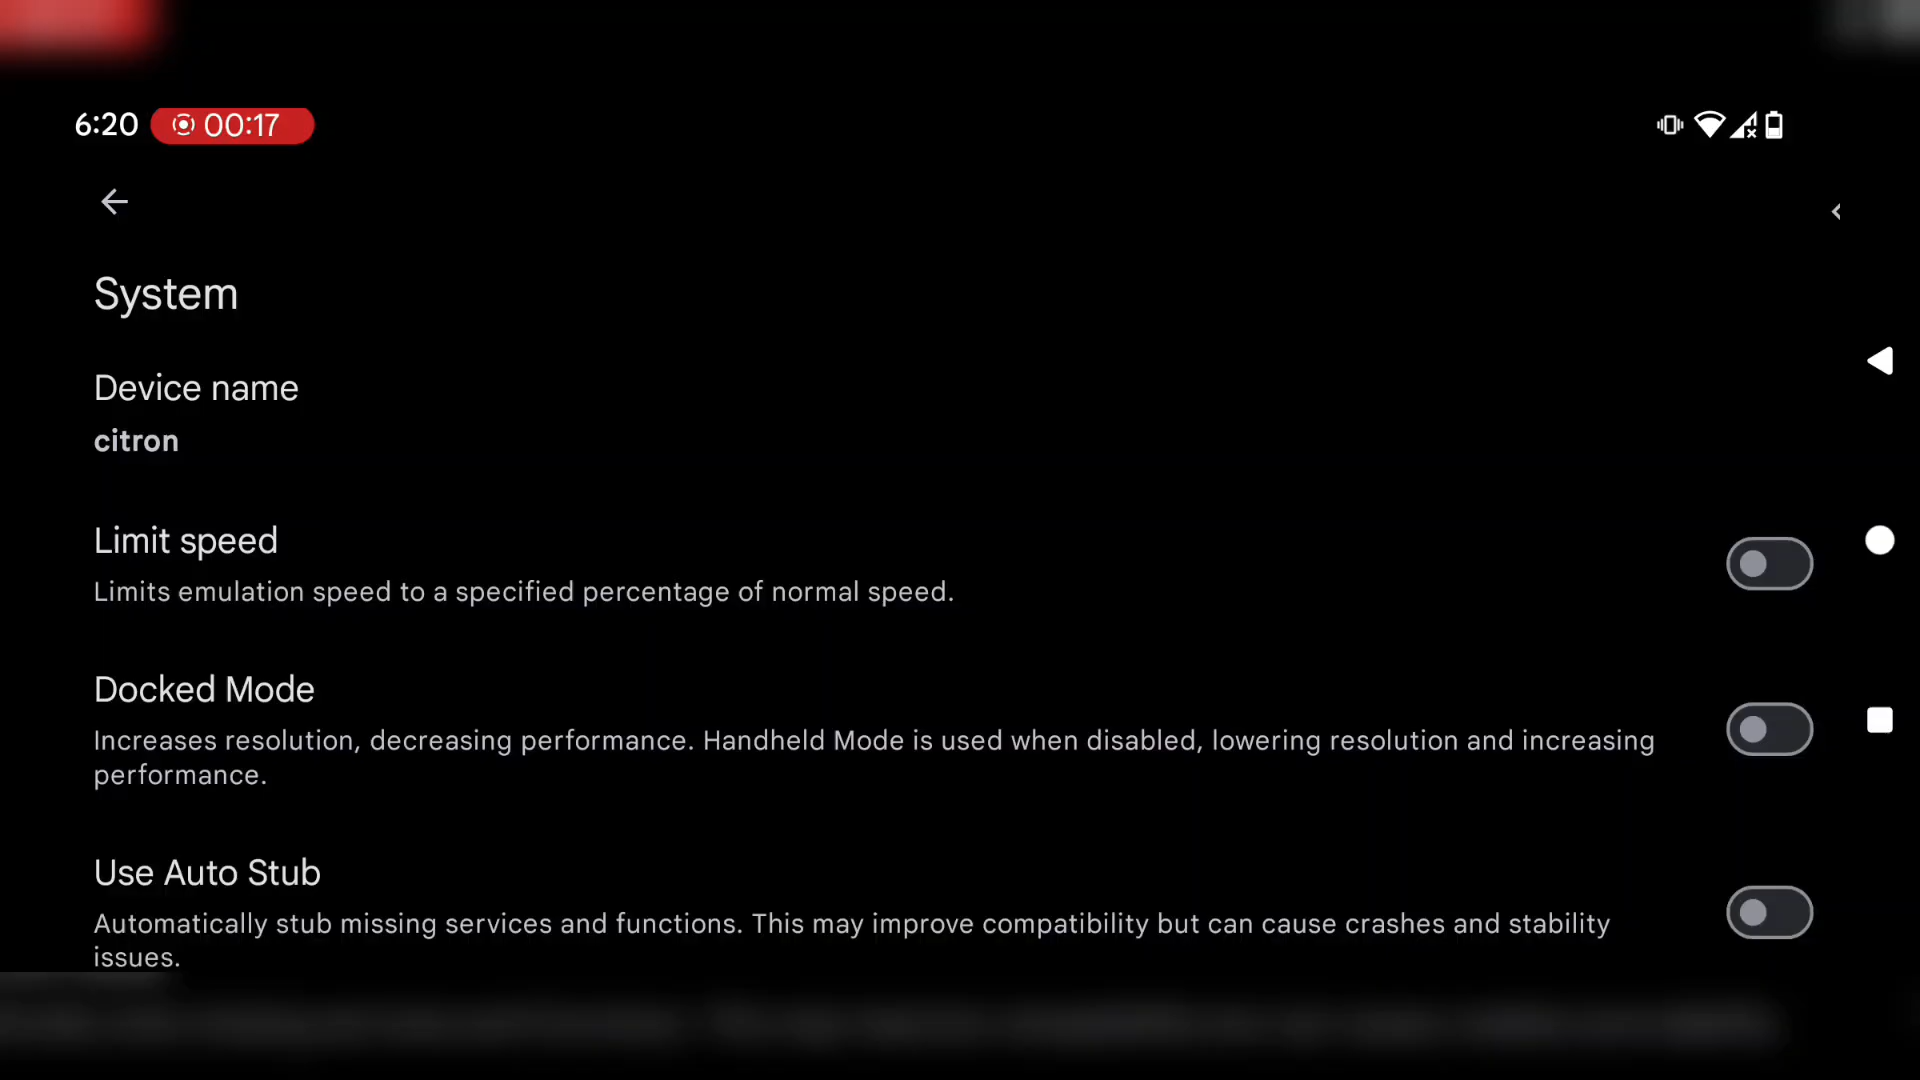 6:20 00:17
System
Device name
citron
Limit speed
Limits emulation speed to a specified percentage of normal speed.
Docked Mode
Increases resolution, decreasing performance. Handheld Mode is used when disabled, lowering resolution and increasing
performance.
Use Auto Stub
Automatically stub missing services and functions. This may improve compatibility but can cause crashes and stability
issues.